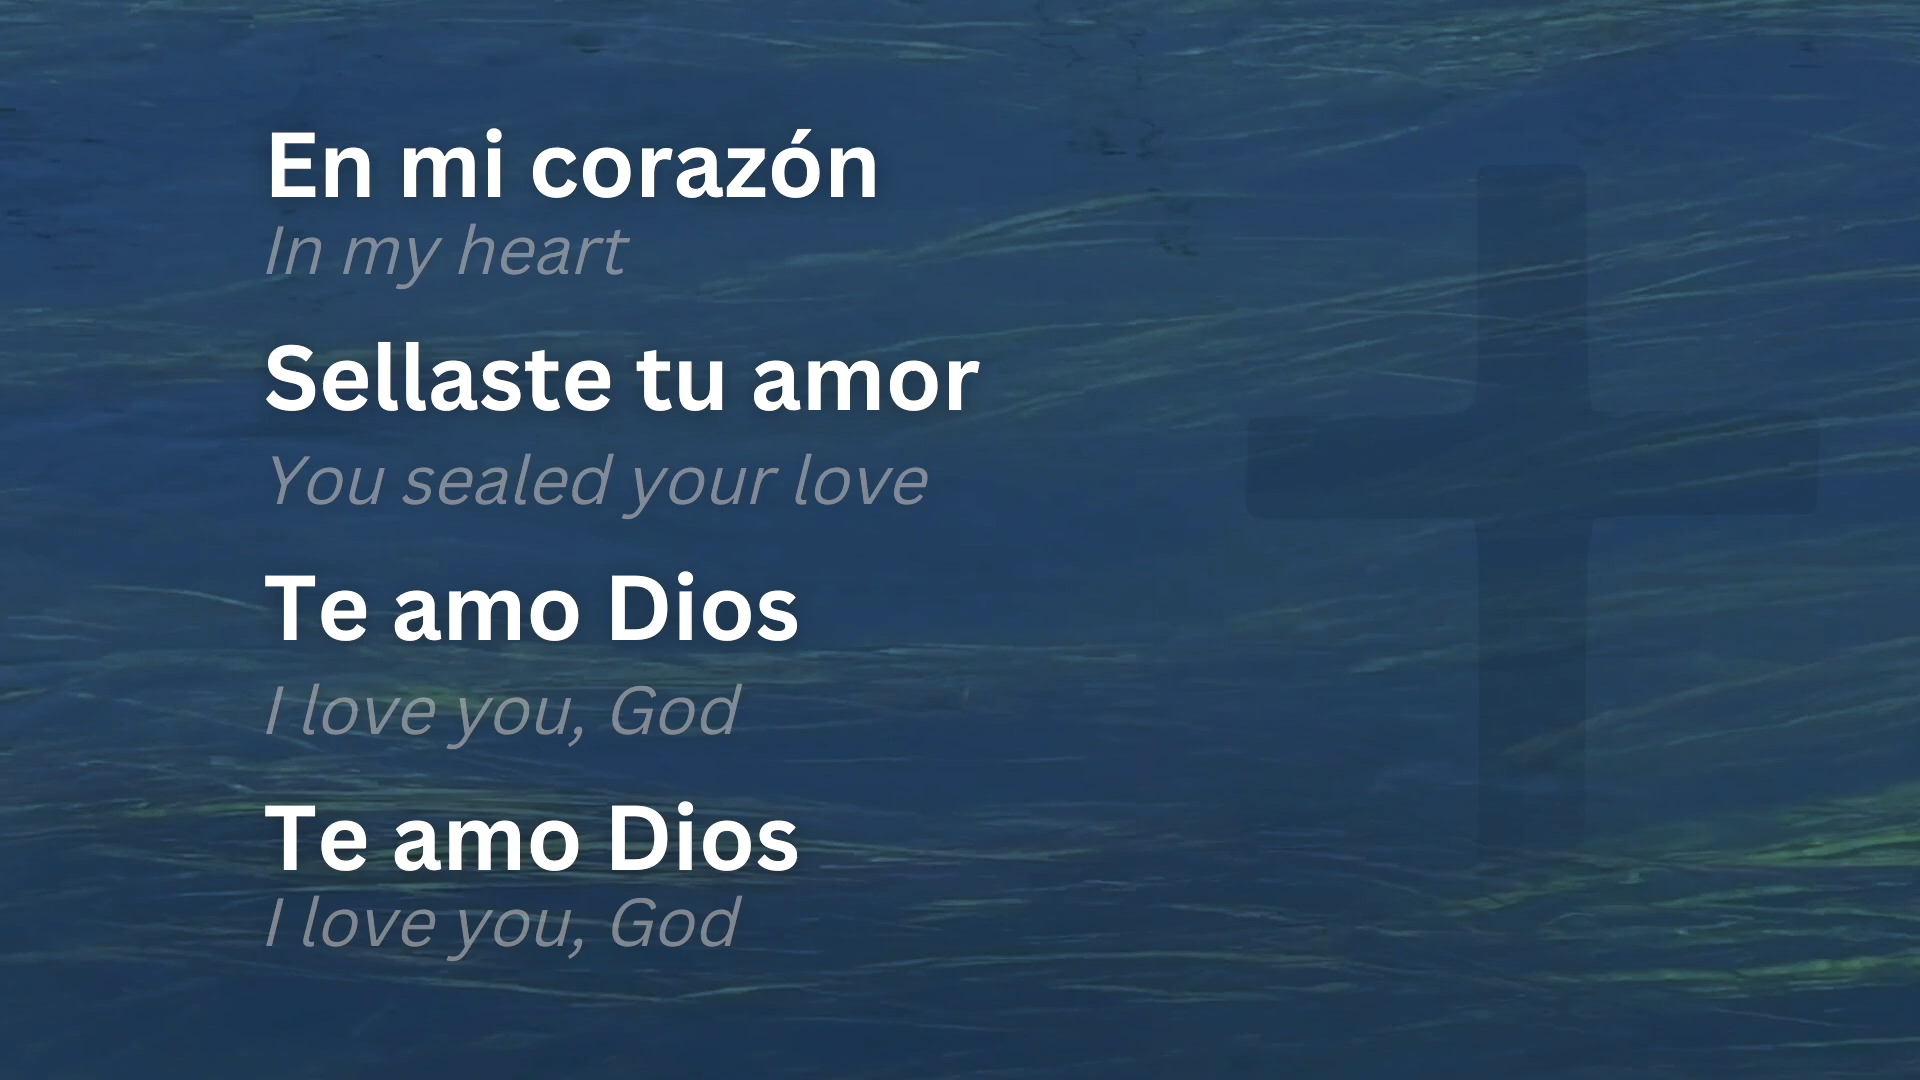 En mi corazón
In my heart
Sellaste tu amor
You sealed your love
Te amo Dios
I love you, God
Te amo Dios
I love you, God